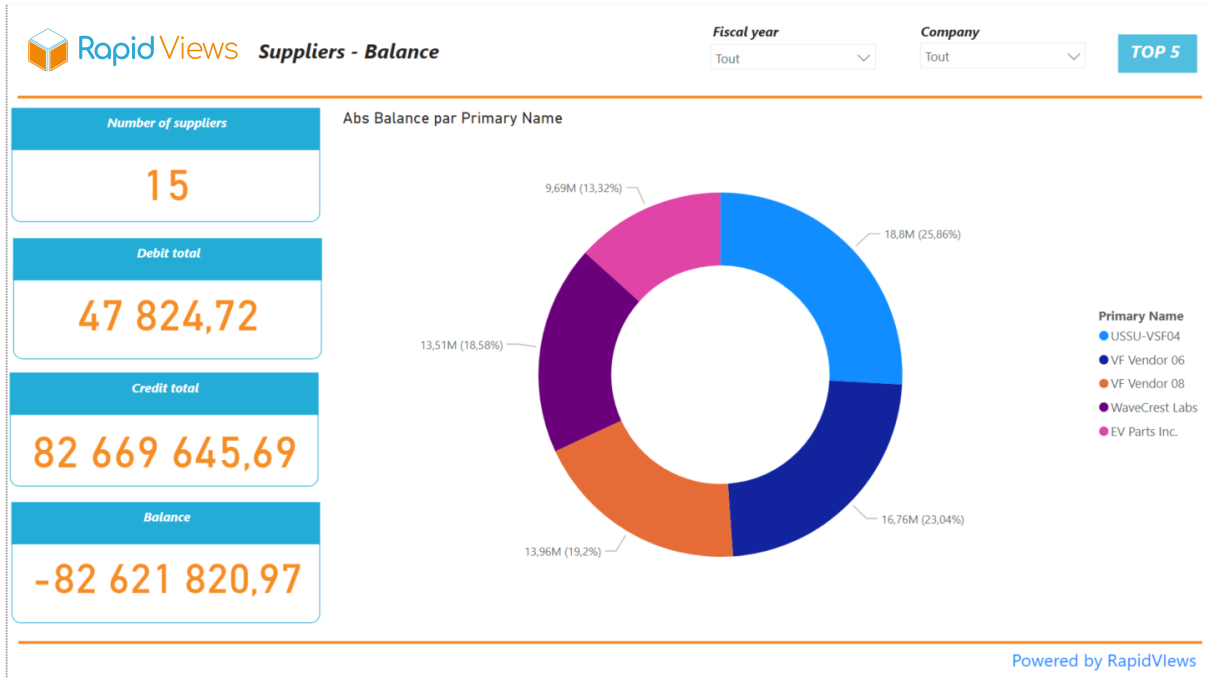 Rapid Views
Suppliers - Balance
Fiscal year
Tout
Company
Tout
TOP 5
Number of suppliers
15
Debit total
47 824,72
Credit total
82 669 645,69
Balance
-82 621 820,97
Abs Balance par Primary Name
9,69M (13,32%)
18,8M (25,86%)
13,51M (18,58%)
16,76M (23,04%)
13,96M (19,2%)
Primary Name
USSU-VSF04
VF Vendor 06
VF Vendor 08
WaveCrest Labs
EV Parts Inc.
Powered by RapidVIews